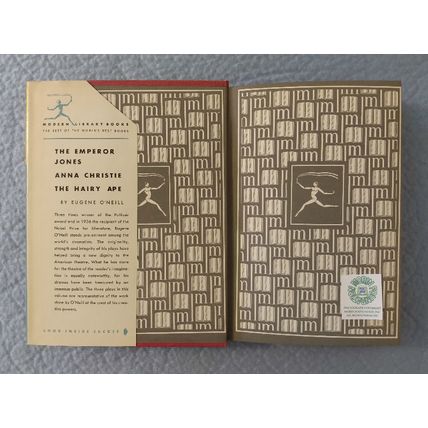 MODERN LIBRARY BOOKS
THE BEST OF THE WORLD'S BEST BOOKS
THE EMPEROR
JONES
ANNA CHRISTIE
THE HAIRY APE
BY EUGENE O'NEILL
Three times winner of the Pulitzer
award and in 1936 the recipient of the
Nobel Prize for literature, Eugene
O'Neill stands pre-eminent among the
world's dramatists. The originality,
strength and integrity of his plays have
helped bring a new dignity to the
American theatre. What he has done
for the theatre of the reader's imagina-
tion is equally noteworthy, for his
dramas have been treasured by an
immense public. The three plays in this
volume are representative of the work
done by O'Neill at the crest of his crea-
tive powers.
LOOK INSIDE JACKET